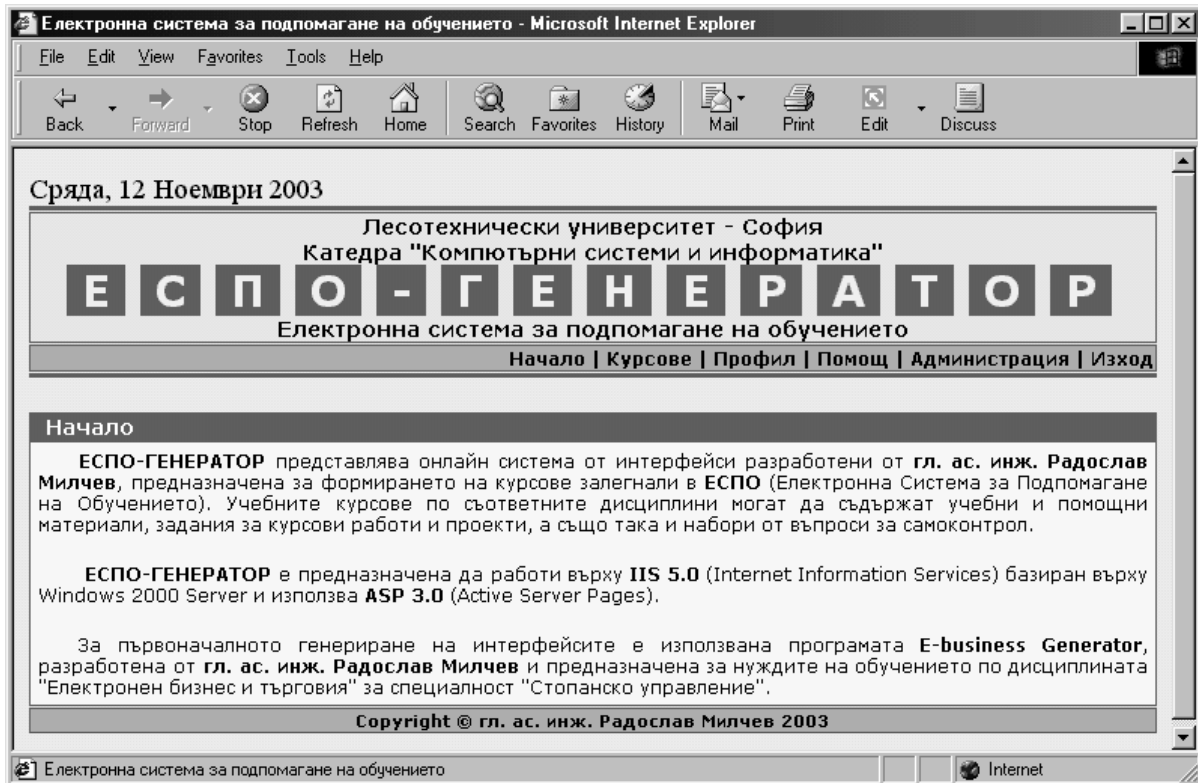 Електронна система за подпомагане на обучението - Microsoft Internet Explorer
File Edit View Favorites Tools Help
Back Forward Stop Refresh Home Search Favorites History Mail Print Edit Discuss
Сряда, 12 Ноември 2003
Лесотехнически университет - София
Катедра "Компютърни системи и информатика"
ЕСПО-ГЕНЕРАТОР
Електронна система за подпомагане на обучението
Начало | Курсове | Профил | Помощ | Администрация | Изход
Начало
ЕСПО-ГЕНЕРАТОР представлява онлайн система от интерфейси разработени от гл. ас. инж. Радослав
Милчев, предназначена за формирането на курсове залегнали в ЕСПО (Електронна Система за Подпомагане
на Обучението). Учебните курсове по съответните дисциплини могат да съдържат учебни и помощни
материали, задания за курсови работи и проекти, а също така и набори от въпроси за самоконтрол.
ЕСПО-ГЕНЕРАТОР е предназначена да работи върху IIS 5.0 (Internet Information Services) базиран върху
Windows 2000 Server и използва ASP 3.0 (Active Server Pages).
За първоначалното генериране на интерфейсите е използвана програмата E-business Generator,
разработена от гл. ас. инж. Радослав Милчев и предназначена за нуждите на обучението по дисциплината
"Електронен бизнес и търговия" за специалност "Стопанско управление".
Copyright © гл. ас. инж. Радослав Милчев 2003
Електронна система за подпомагане на обучението Internet